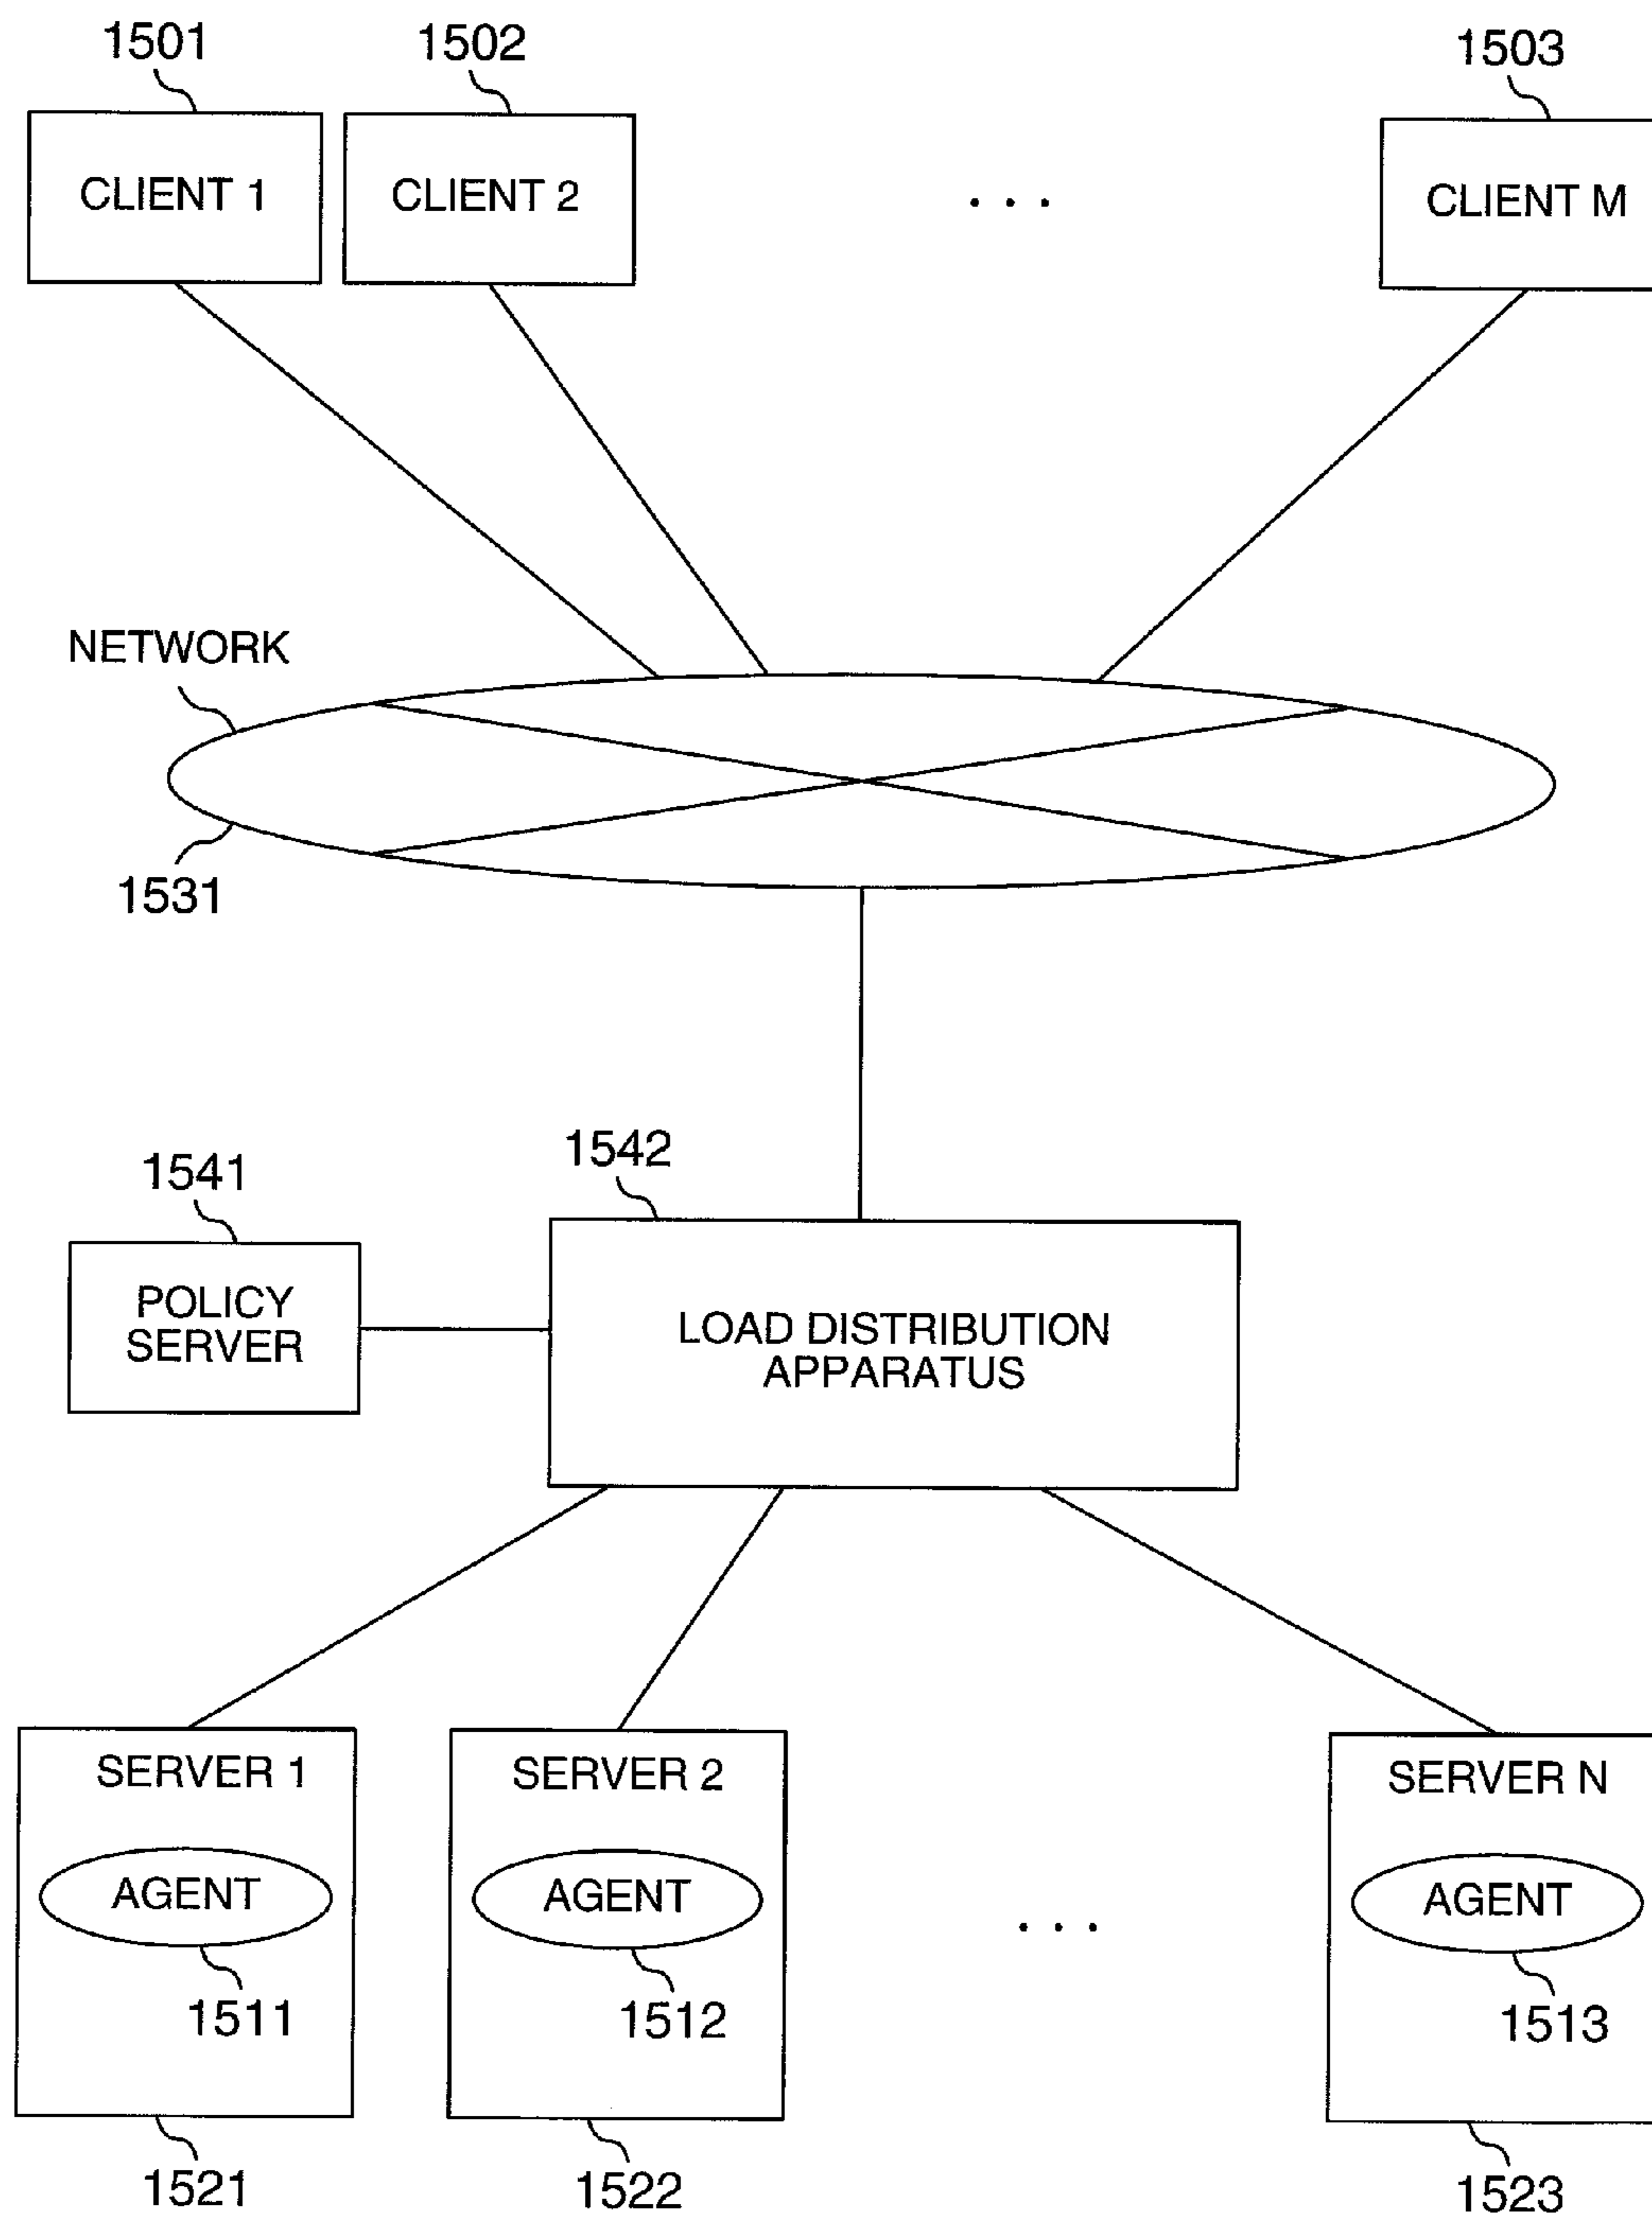 1501
1502
1503
CLIENT 1
CLIENT 2
. . .
CLIENT M
NETWORK
1531
1541
1542
POLICY
SERVER
LOAD DISTRIBUTION
APPARATUS
SERVER 1
SERVER 2
SERVER N
AGENT
AGENT
. . .
AGENT
1511
1512
1513
1521
1522
1523